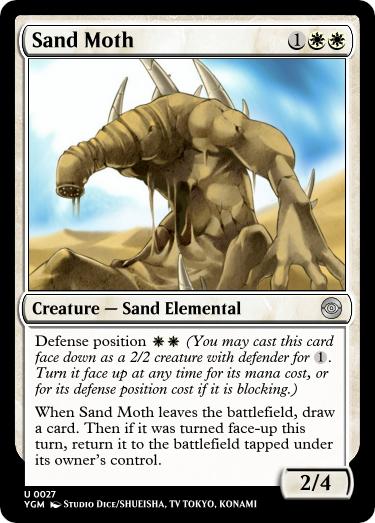 Sand Moth 1
Creature — Sand Elemental
Defense position (You may cast this card
face down as a 2/2 creature with defender for 1.
Turn it face up at any time for its mana cost, or
for its defense position cost if it is blocking.)
When Sand Moth leaves the battlefield, draw
a card. Then if it was turned face-up this
turn, return it to the battlefield tapped under
its owner's control.
2/4
U 0027
YGM Studio Dice/SHUEISHA, TV TOKYO, KONAMI